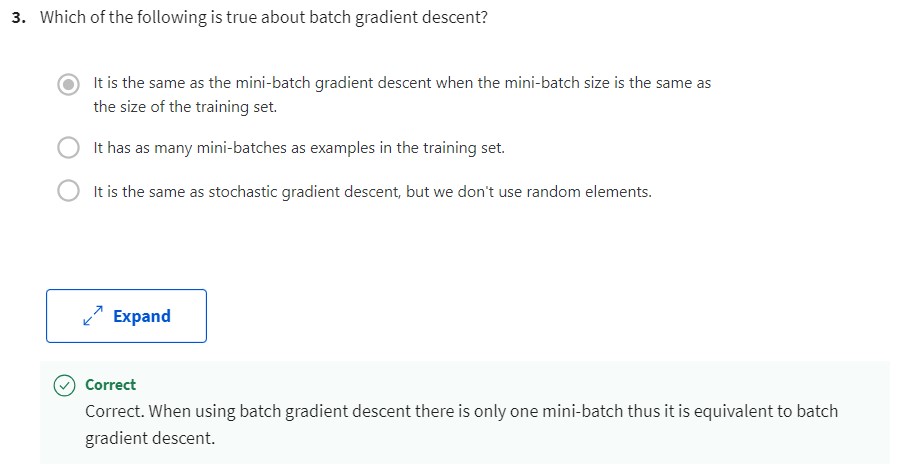 3. Which of the following is true about batch gradient descent?
It is the same as the mini-batch gradient descent when the mini-batch size is the same as
the size of the training set.
It has as many mini-batches as examples in the training set.
It is the same as stochastic gradient descent, but we don't use random elements.
Expand
Correct
Correct. When using batch gradient descent there is only one mini-batch thus it is equivalent to batch
gradient descent.